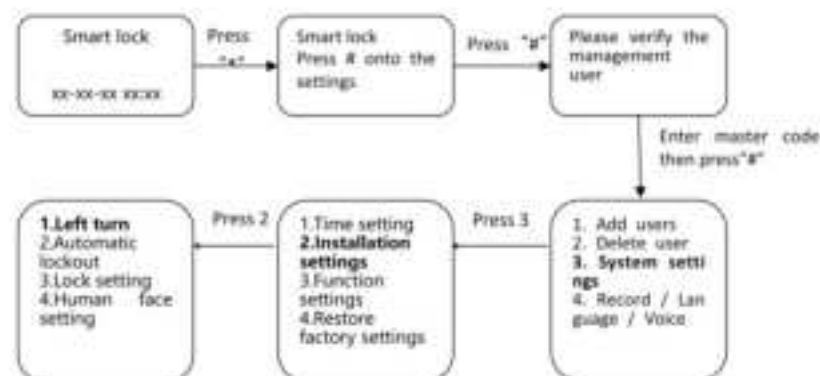 Smart lock
xx-xx-xx xx:xx
Press
"*"
Smart lock
Press # onto the
settings
Press "#"
Please verify the
management
user
Enter master code
then press"#"
1. Add users
2. Delete user
3. System setti
ngs
4. Record / Lan
guage / Voice
Press 3
1.Time setting
2.Installation
settings
3.Function
settings
4.Restore
factory settings
Press 2
1.Left turn
2.Automatic
lockout
3.Lock setting
4.Human face
setting